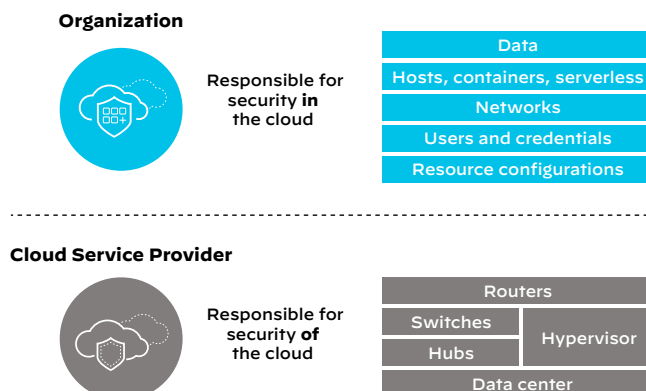 Organization
Responsible for
security in
the cloud
Data
Hosts, containers, serverless
Networks
Users and credentials
Resource configurations
Cloud Service Provider
Responsible for
security of
the cloud
Routers
Switches
Hubs
Hypervisor
Data center